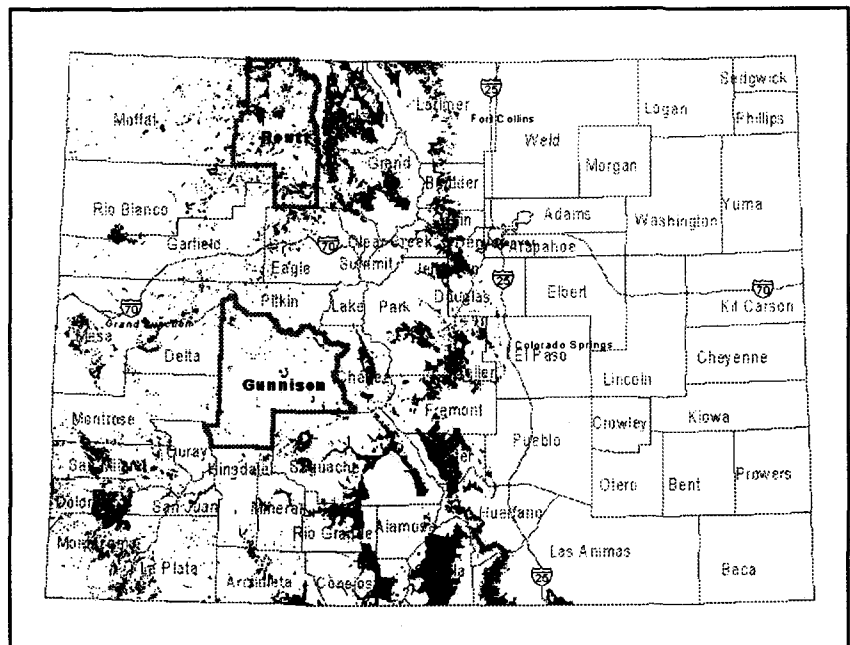 Sedgwick
25
Larimer
Logan
Moffat
Phillips
Fort Collins
Weld
Routt
Morgan
Grand
Boulder
Yuma
Rio Blanco
Adams
Washington
Garfield
70
Clear Creek
Arapahoe
Eagle
Summit
25
Elbert
Pitkin
Lake
Park
Douglas
70
70
Kit Carson
Grand Junction
Mesa
Colorado Springs
Delta
El Paso
Cheyenne
Gunnison
Lincoln
Fremont
Montrose
Crowley
Kiowa
Pueblo
Ouray
Hinsdale
Saguache
Otero
Bent
Prowers
San Juan
Mineral
Huerfano
Rio Grande
Alamosa
Las Animas
La Plata
Baca
Archuleta
Conejos
25